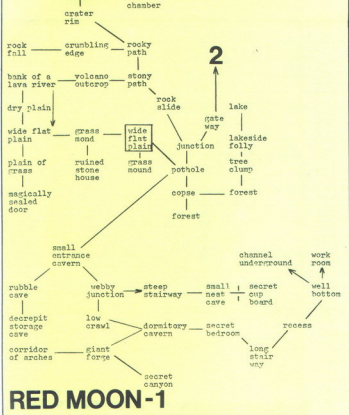 chamber
crater
rim
rock
fall
crumbling
edge
rocky
path
2
bank of a
lava river
volcano
outcrop
stony
path
rock
slide
lake
dry plain
gate
way
wide flat
plain
grass
mond
wide
flat
plain
junction
lakeside
folly
plain of
grass
ruined
stone
house
grass
mound
pothole
tree
clump
magically
sealed
door
copse
forest
forest
small
entrance
cavern
channel
underground
work
room
rubble
cave
webby
junction
steep
stairway
small
neat
cave
secret
cup
board
well
bottom
decrepit
storage
cave
low
crawl
dormitory
cavern
secret
bedroom
recess
corridor
of arches
giant
forge
long
stair
way
secret
canyon
RED MOON-1